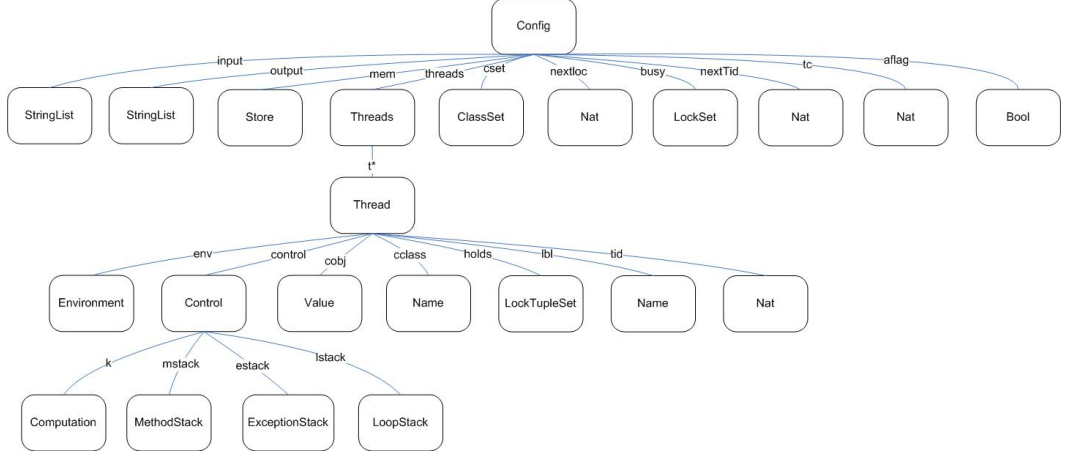 Config
input
output
mem
threads
cset
nextloc
busy
nextTid
tc
aflag
StringList
StringList
Store
Threads
ClassSet
Nat
LockSet
Nat
Nat
Bool
t*
Thread
env
control
cobj
cclass
holds
lbl
tid
Environment
Control
Value
Name
LockTupleSet
Name
Nat
k
mstack
estack
lstack
Computation
MethodStack
ExceptionStack
LoopStack